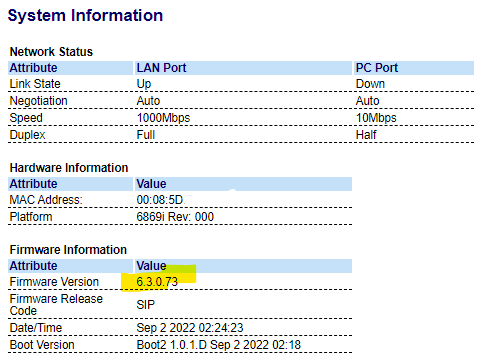 System Information
Network Status
Attribute LAN Port PC Port
Link State Up Down
Negotiation Auto Auto
Speed 1000Mbps 10Mbps
Duplex Full Half
Hardware Information
Attribute Value
MAC Address: 00:08:5D
Platform 6869i Rev: 000
Firmware Information
Attribute Value
Firmware Version 6.3.0.73
Firmware Release
Code SIP
Date/Time Sep 2 2022 02:24:23
Boot Version Boot2 1.0.1.D Sep 2 2022 02:18